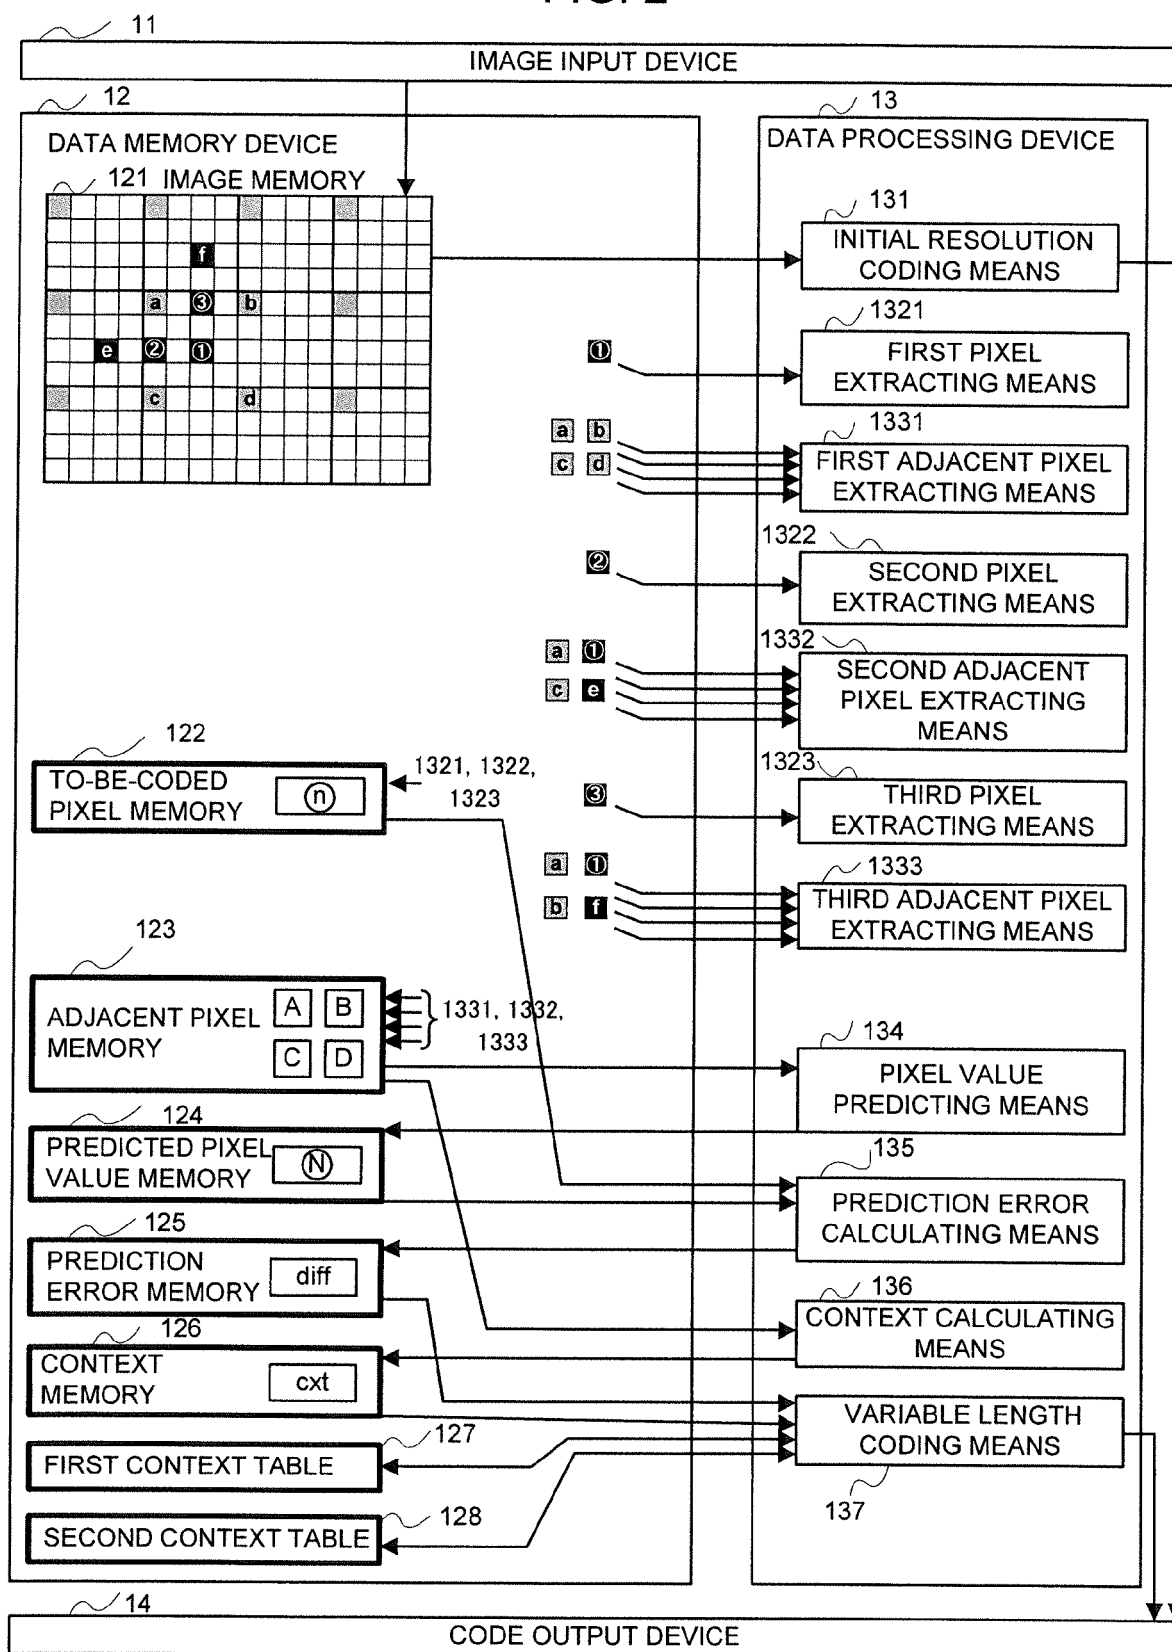 11
IMAGE INPUT DEVICE
12
DATA MEMORY DEVICE
121 IMAGE MEMORY
f
a ③ b
e ② ①
c d
122
TO-BE-CODED
PIXEL MEMORY
ⓝ
1321, 1322,
1323
123
ADJACENT PIXEL
MEMORY
A B
C D
1331, 1332,
1333
124
PREDICTED PIXEL
VALUE MEMORY
Ⓝ
125
PREDICTION
ERROR MEMORY
diff
126
CONTEXT
MEMORY
cxt
127
FIRST CONTEXT TABLE
128
SECOND CONTEXT TABLE
13
DATA PROCESSING DEVICE
131
INITIAL RESOLUTION
CODING MEANS
1321
①
FIRST PIXEL
EXTRACTING MEANS
1331
a b
c d
FIRST ADJACENT PIXEL
EXTRACTING MEANS
1322
②
SECOND PIXEL
EXTRACTING MEANS
1332
a ①
c e
SECOND ADJACENT
PIXEL EXTRACTING
MEANS
1323
③
THIRD PIXEL
EXTRACTING MEANS
1333
a ①
b f
THIRD ADJACENT PIXEL
EXTRACTING MEANS
134
PIXEL VALUE
PREDICTING MEANS
135
PREDICTION ERROR
CALCULATING MEANS
136
CONTEXT CALCULATING
MEANS
VARIABLE LENGTH
CODING MEANS
137
14
CODE OUTPUT DEVICE